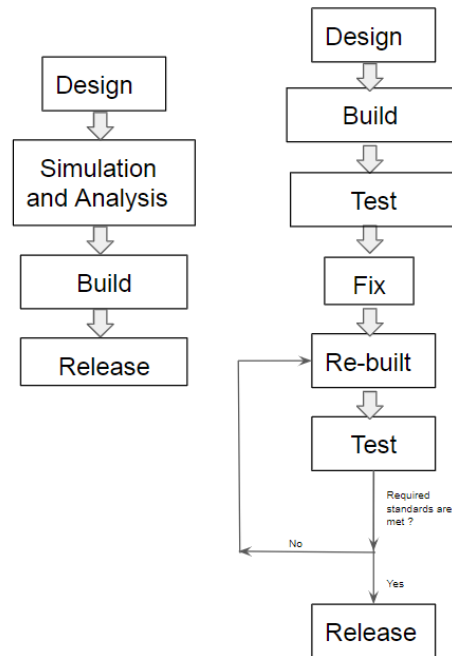 Design
Simulation
and Analysis
Build
Release
Design
Build
Test
Fix
Re-built
Test
Required
standards are
met ?
No
Yes
Release